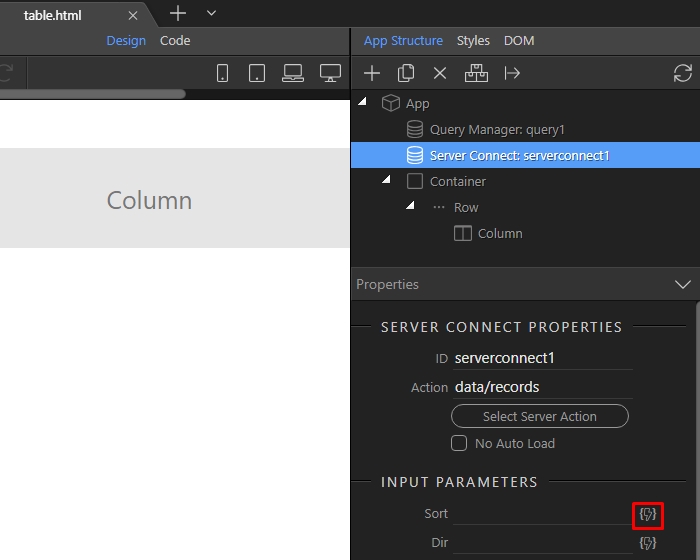 table.html
Design Code
App Structure Styles DOM
App
Query Manager: query1
Server Connect: serverconnect1
Container
Row
Column
Column
Properties
SERVER CONNECT PROPERTIES
ID serverconnect1
Action data/records
Select Server Action
No Auto Load
INPUT PARAMETERS
Sort
Dir